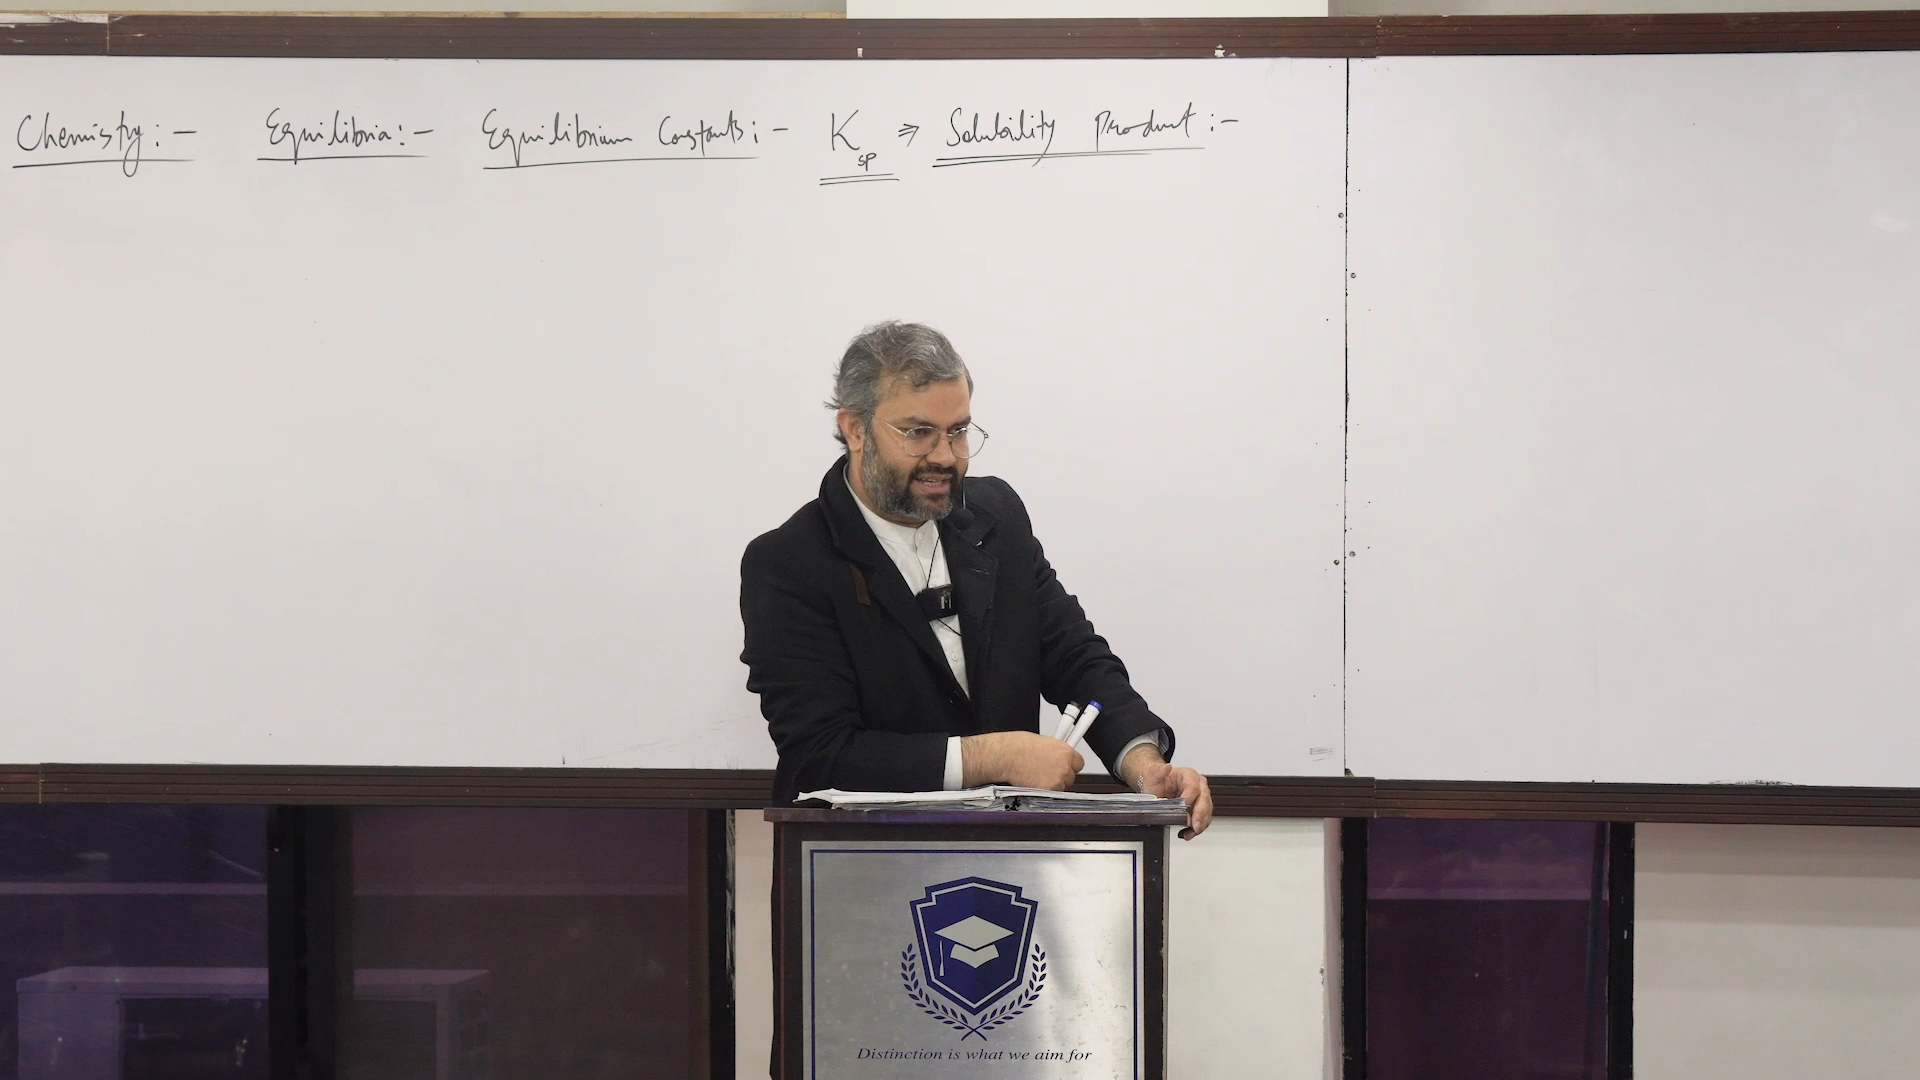 Chemistry:- Equilibria:- Equilibrium Constants:- Ksp ⇒ Solubility Product:-
Distinction is what we aim for